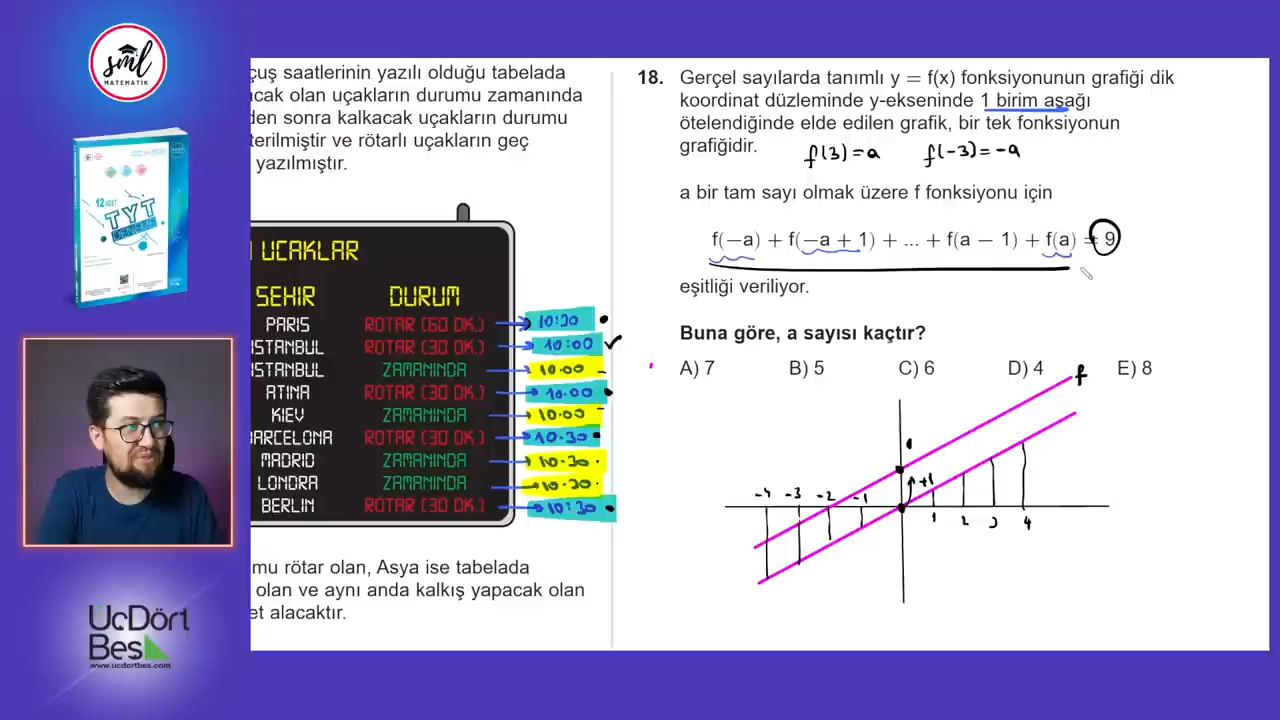 sml
MATEMATİK
12 ADET
TYT
DENEME
ÜcDört
Bes
www.ucdortbes.com
çuş saatlerinin yazılı olduğu tabelada
acak olan uçakların durumu zamanında
den sonra kalkacak uçakların durumu
terilmiştir ve rötarlı uçakların geç
yazılmıştır.
UCAKLAR
SEHIR DURUM
PARIS ROTAR (60 DK.) 10:30
ISTANBUL ROTAR (30 DK.) 10:00
ISTANBUL ZAMANINDA 10:00
ATINA ROTAR (30 DK.) 10:00
KIEV ZAMANINDA 10:00
BARCELONA ROTAR (30 DK.) 10:30
MADRID ZAMANINDA 10:30
LONDRA ZAMANINDA 10:30
BERLIN ROTAR (30 DK.) 10:30
mu rötar olan, Asya ise tabelada
olan ve aynı anda kalkış yapacak olan
et alacaktır.
18. Gerçel sayılarda tanımlı y = f(x) fonksiyonunun grafiği dik
koordinat düzleminde y-ekseninde 1 birim aşağı
ötelendiğinde elde edilen grafik, bir tek fonksiyonun
grafiğidir. f(3)=a f(-3)=-a
a bir tam sayı olmak üzere f fonksiyonu için
f(−a) + f(−a + 1) + ... + f(a − 1) + f(a) = 9
eşitliği veriliyor.
Buna göre, a sayısı kaçtır?
A) 7 B) 5 C) 6 D) 4 E) 8
f
1
+1
-4 -3 -2 -1
1 2 3 4